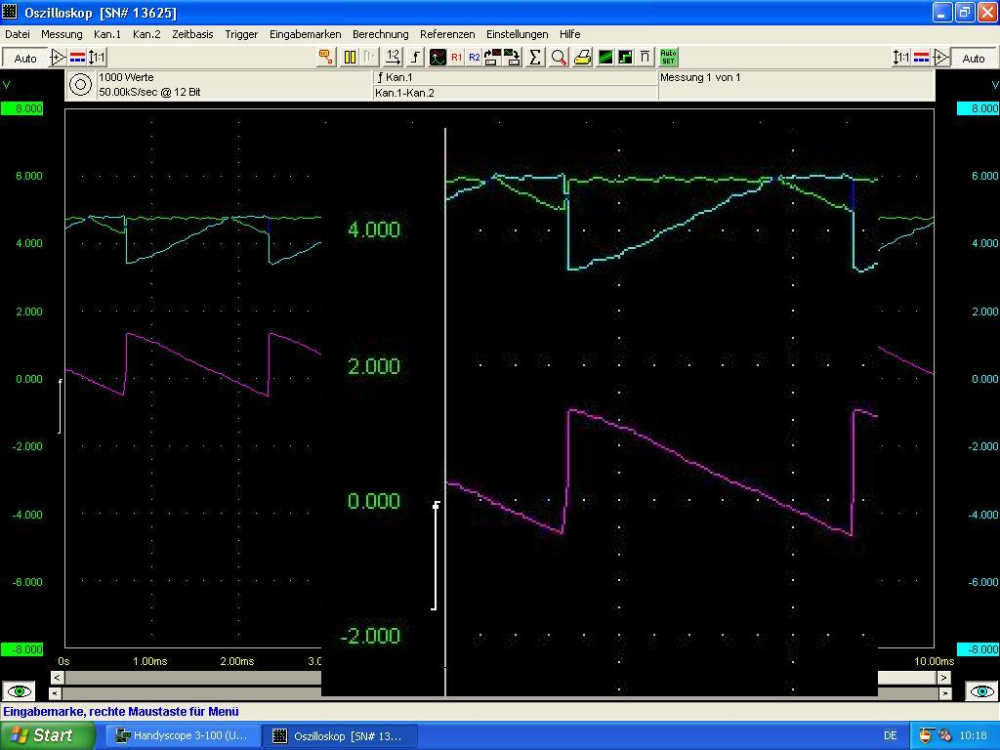 Oszilloskop [SN# 13625]
Datei Messung Kan.1 Kan.2 Zeitbasis Trigger Eingabemarken Berechnung Referenzen Einstellungen Hilfe
Auto 1:1 1:2 f R1 R2 Σ n Auto SET 1:1 Auto
1000 Werte
50.00kS/sec @ 12 Bit
ƒ Kan.1
Kan.1-Kan.2
Messung 1 von 1
V V
8.000 8.000
6.000 6.000
4.000 4.000 4.000
2.000 2.000
2.000
0.000 0.000
-2.000 -2.000
0.000
-4.000 -4.000
-6.000 -6.000
-2.000
-8.000 -8.000
0s 1.00ms 2.00ms 3.0 10.00ms
Eingabemarke, rechte Maustaste für Menü
Start Handyscope 3-100 (U... Oszilloskop [SN# 13... DE 10:18